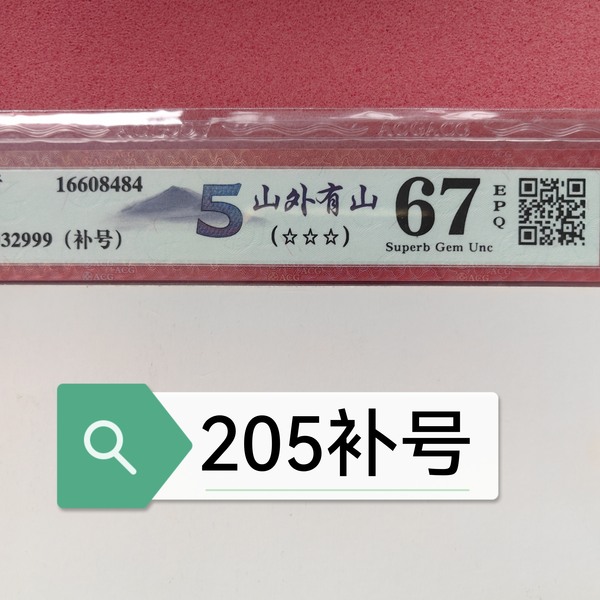 16608484
5 山外有山
67
EPQ
32999（补号）
(☆☆☆)
Superb Gem Unc
205补号